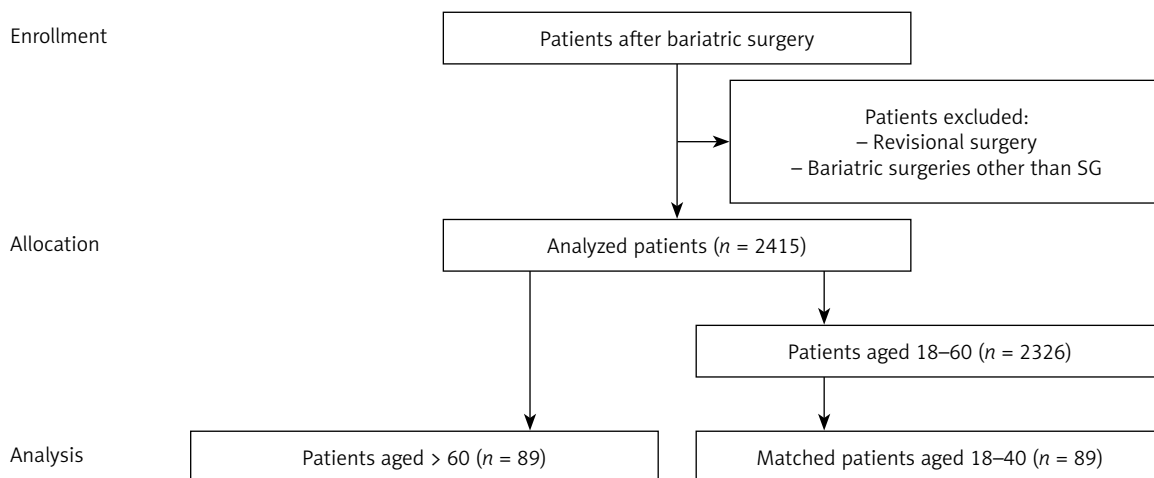 Enrollment
Patients after bariatric surgery
Patients excluded:
– Revisional surgery
– Bariatric surgeries other than SG
Allocation
Analyzed patients (n = 2415)
Patients aged 18–60 (n = 2326)
Analysis
Patients aged > 60 (n = 89)
Matched patients aged 18–40 (n = 89)